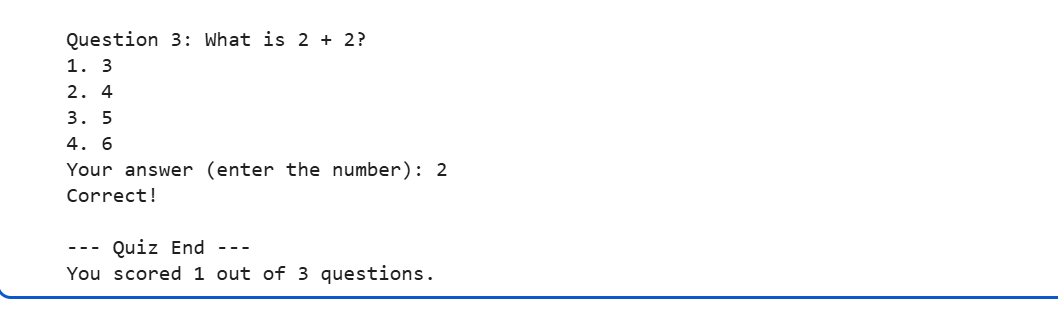 Question 3: What is 2 + 2?
1. 3
2. 4
3. 5
4. 6
Your answer (enter the number): 2
Correct!

--- Quiz End ---
You scored 1 out of 3 questions.